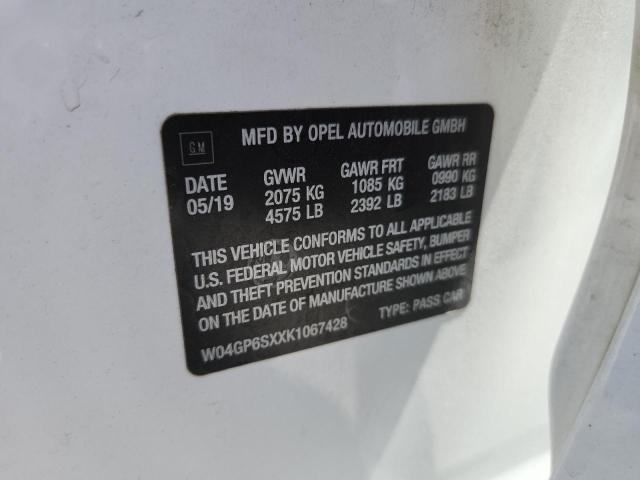 GM
MFD BY OPEL AUTOMOBILE GMBH
DATE GVWR GAWR FRT GAWR RR
05/19 2075 KG 1085 KG 0990 KG
4575 LB 2392 LB 2183 LB
THIS VEHICLE CONFORMS TO ALL APPLICABLE
U.S. FEDERAL MOTOR VEHICLE SAFETY, BUMPER
AND THEFT PREVENTION STANDARDS IN EFFECT
ON THE DATE OF MANUFACTURE SHOWN ABOVE
W04GP6SXXK1067428 TYPE: PASS CAR